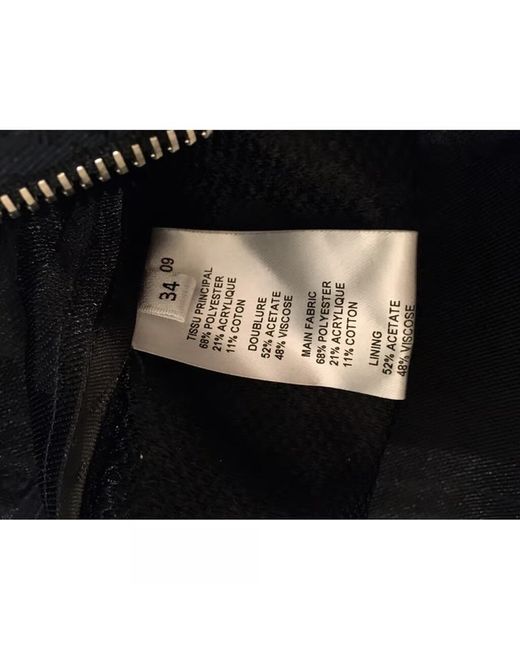 34
09
TISSU PRINCIPAL
68% POLYESTER
21% ACRYLIQUE
11% COTON
DOUBLURE
52% ACETATE
48% VISCOSE
MAIN FABRIC
68% POLYESTER
21% ACRYLIQUE
11% COTTON
LINING
52% ACETATE
48% VISCOSE